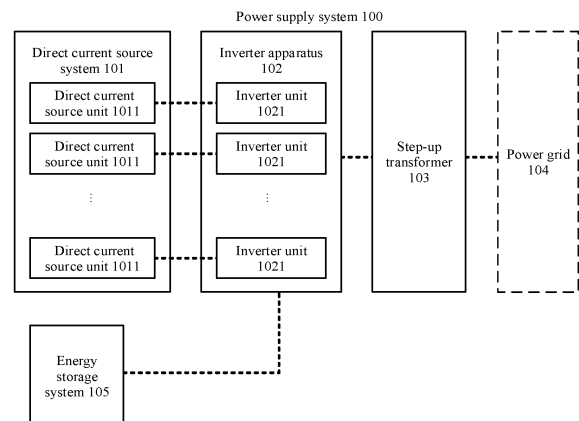 Power supply system 100
Direct current source
system 101
Direct current
source unit 1011
Direct current
source unit 1011
⋮
Direct current
source unit 1011
Inverter apparatus
102
Inverter unit
1021
Inverter unit
1021
⋮
Inverter unit
1021
Step-up
transformer
103
Power grid
104
Energy
storage
system 105